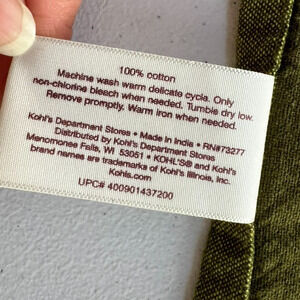 100% cotton
Machine wash warm delicate cycle. Only
non-chlorine bleach when needed. Tumble dry low.
Remove promptly. Warm iron when needed.
Kohl's Department Stores • Made in India • RN#73277
Distributed by Kohl's Department Stores
Menomonee Falls, WI 53051 • KOHL'S® and Kohl's
brand names are trademarks of Kohl's Illinois, Inc.
Kohls.com
UPC# 400901437200